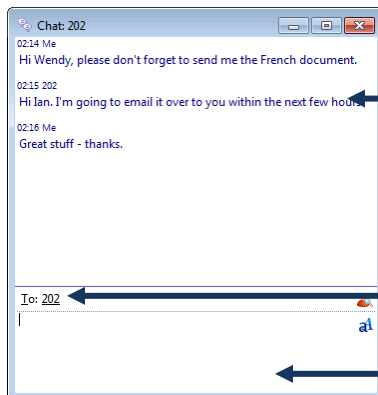 Chat: 202
02:14 Me
Hi Wendy, please don't forget to send me the French document.
02:15 202
Hi Ian. I'm going to email it over to you within the next few hours.
02:16 Me
Great stuff - thanks.
To: 202
aA